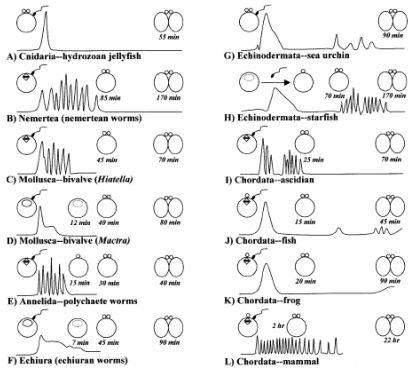 55 min
A) Cnidaria--hydrozoan jellyfish
85 min
170 min
B) Nemertea (nemertean worms)
45 min
70 min
C) Mollusca--bivalve (Hiatella)
12 min
40 min
80 min
D) Mollusca--bivalve (Mactra)
15 min
30 min
40 min
E) Annelida--polychaete worms
7 min
45 min
90 min
F) Echiura (echiuran worms)
90 min
G) Echinodermata--sea urchin
70 min
170 min
H) Echinodermata--starfish
25 min
70 min
I) Chordata--ascidian
15 min
45 min
J) Chordata--fish
20 min
90 min
K) Chordata--frog
2 hr
22 hr
L) Chordata--mammal